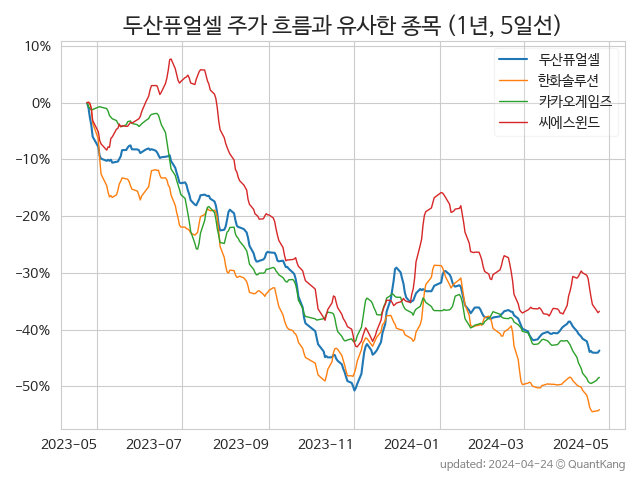 두산퓨얼셀 주가 흐름과 유사한 종목 (1년, 5일선)
두산퓨얼셀
한화솔루션
카카오게임즈
씨에스윈드
10%
0%
−10%
−20%
−30%
−40%
−50%
2023-05 2023-07 2023-09 2023-11 2024-01 2024-03 2024-05
updated: 2024-04-24 © QuantKang